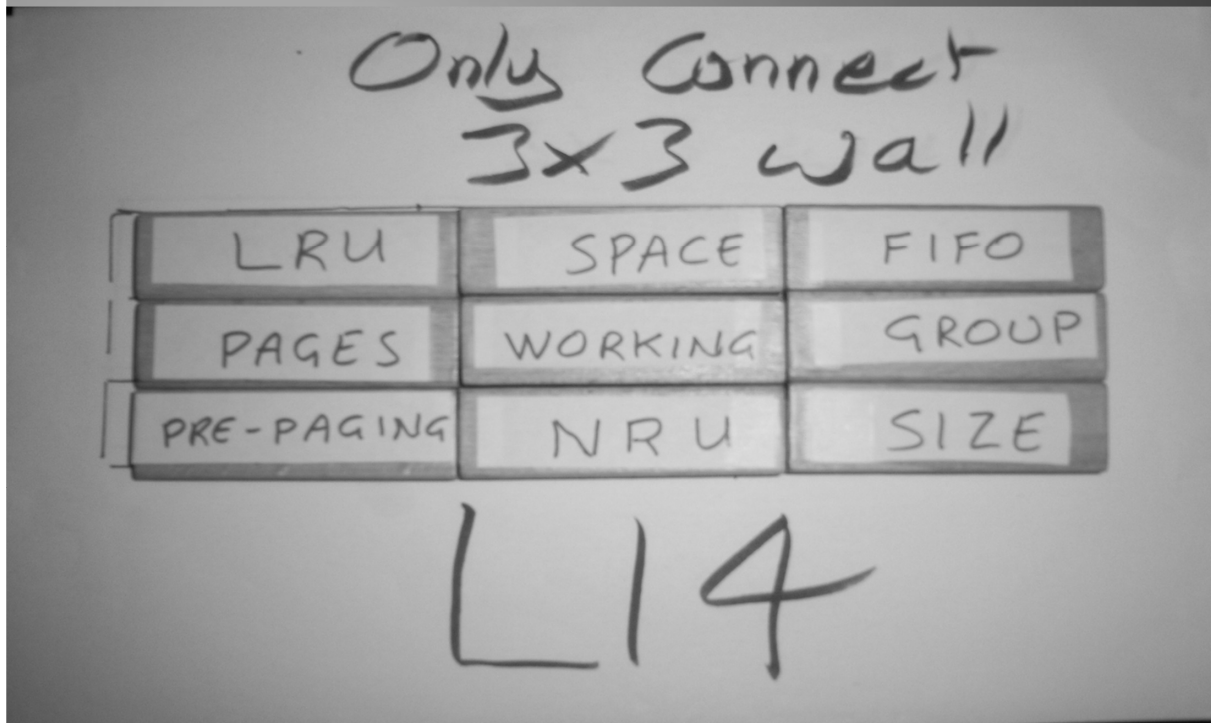 Only Connect
3x3 wall
LRU SPACE FIFO
PAGES WORKING GROUP
PRE-PAGING NRU SIZE
L14